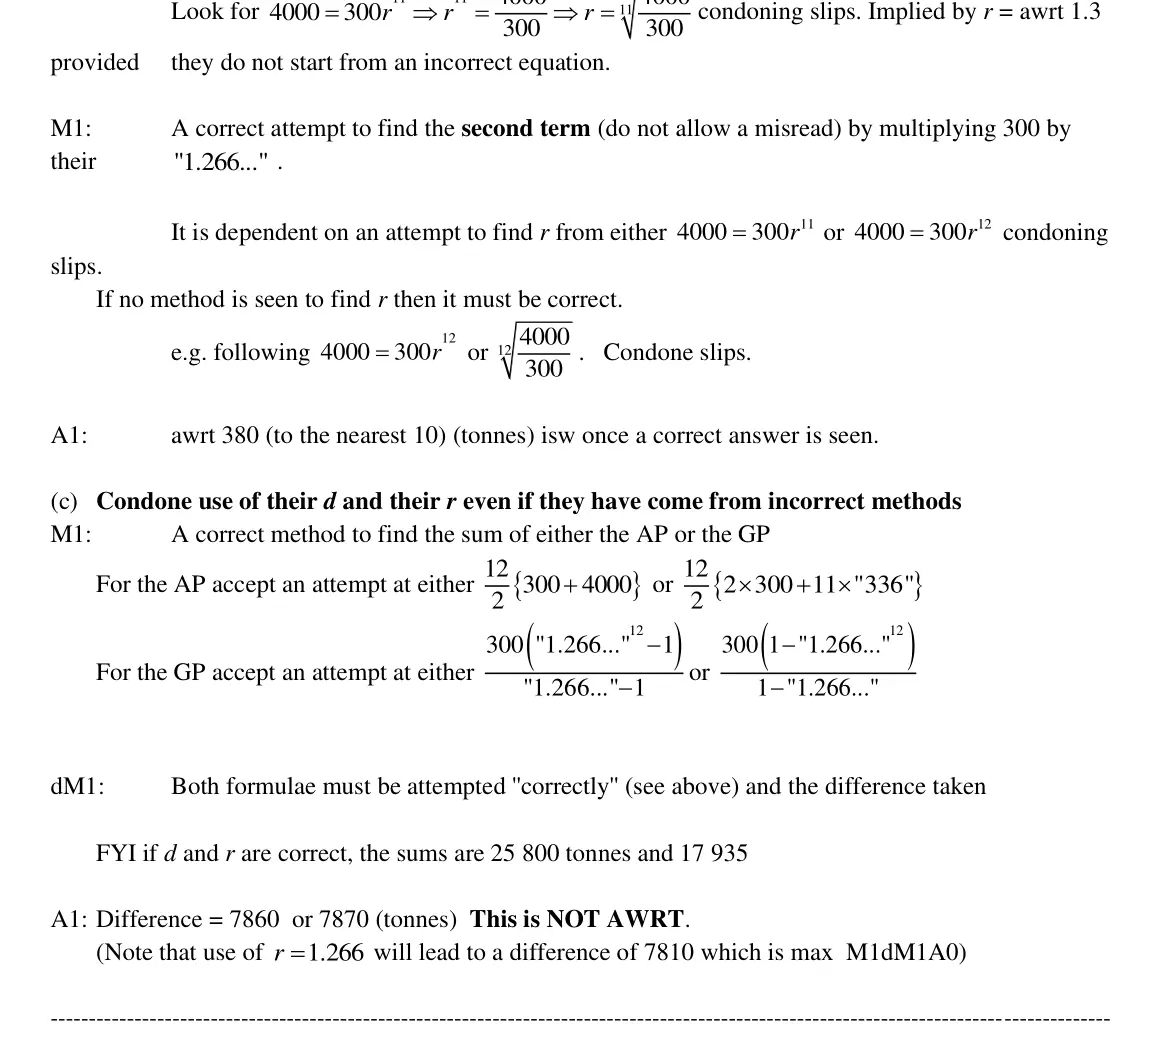 Look for 4000 = 300r¹¹ ⇒ r¹¹ = 4000/300 ⇒ r = ¹¹√(4000/300) condoning slips. Implied by r = awrt 1.3
provided they do not start from an incorrect equation.
M1: A correct attempt to find the second term (do not allow a misread) by multiplying 300 by
their "1.266..." .
It is dependent on an attempt to find r from either 4000 = 300r¹¹ or 4000 = 300r¹² condoning
slips.
If no method is seen to find r then it must be correct.
e.g. following 4000 = 300r¹² or ¹²√(4000/300) . Condone slips.
A1: awrt 380 (to the nearest 10) (tonnes) isw once a correct answer is seen.
(c) Condone use of their d and their r even if they have come from incorrect methods
M1: A correct method to find the sum of either the AP or the GP
For the AP accept an attempt at either 12/2 {300 + 4000} or 12/2 {2×300+11×"336"}
For the GP accept an attempt at either 300("1.266..."¹² −1) / "1.266..."−1 or 300(1−"1.266..."¹²) / 1−"1.266..."
dM1: Both formulae must be attempted "correctly" (see above) and the difference taken
FYI if d and r are correct, the sums are 25 800 tonnes and 17 935
A1: Difference = 7860 or 7870 (tonnes) This is NOT AWRT.
(Note that use of r = 1.266 will lead to a difference of 7810 which is max M1dM1A0)